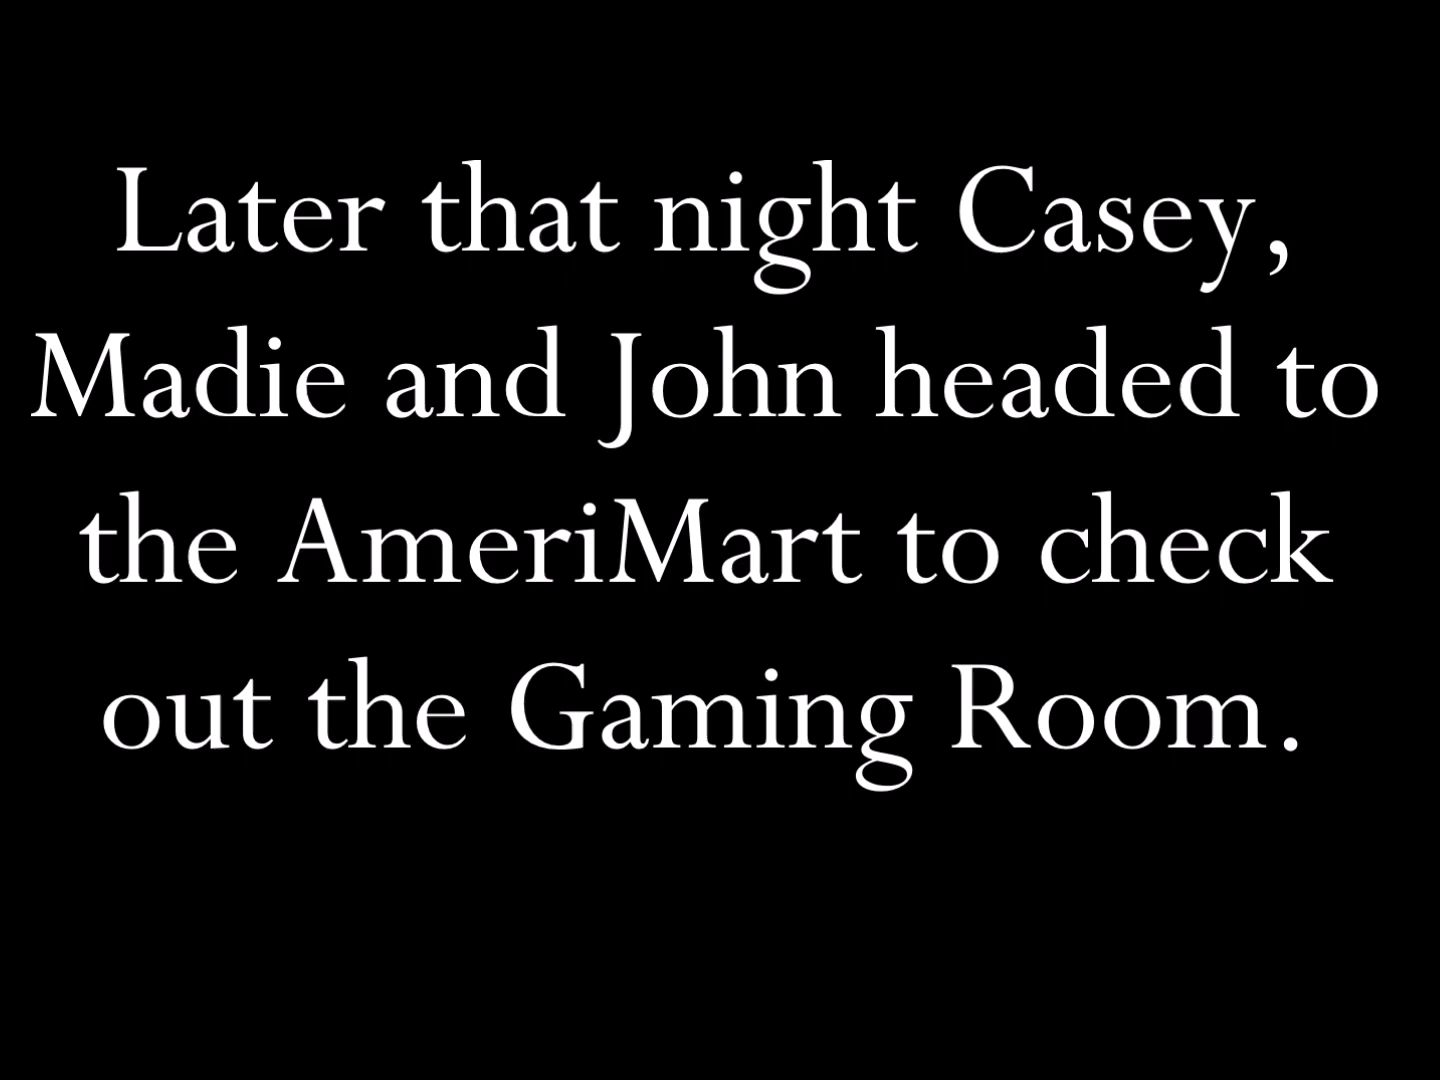 Later that night Casey,
Madie and John headed to
the AmeriMart to check
out the Gaming Room.